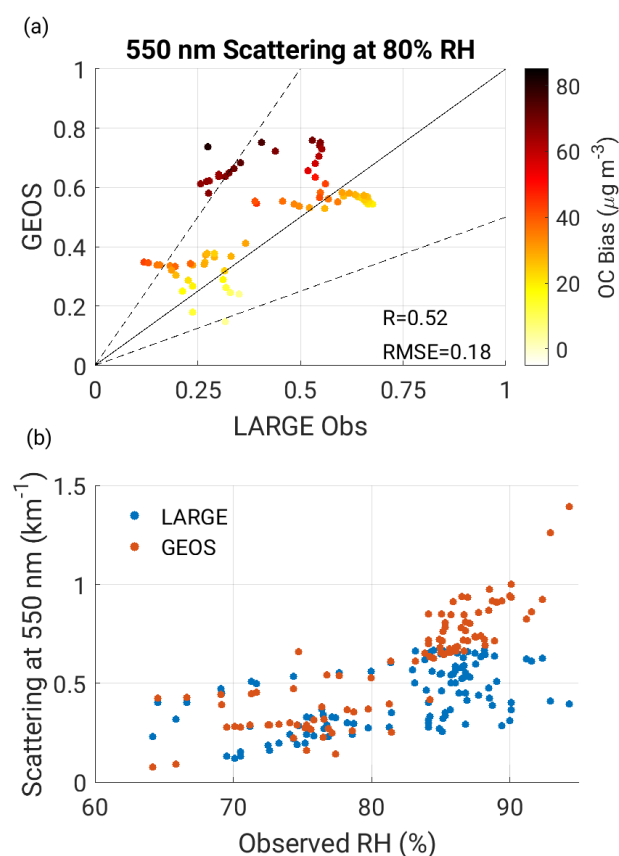 (a)
550 nm Scattering at 80% RH
GEOS
1
0.8
0.6
0.4
0.2
0
0
0.25
0.5
0.75
1
LARGE Obs
R=0.52
RMSE=0.18
80
60
40
20
0
OC Bias (μg m⁻³)
(b)
Scattering at 550 nm (km⁻¹)
1.5
1
0.5
0
LARGE
GEOS
60
70
80
90
Observed RH (%)